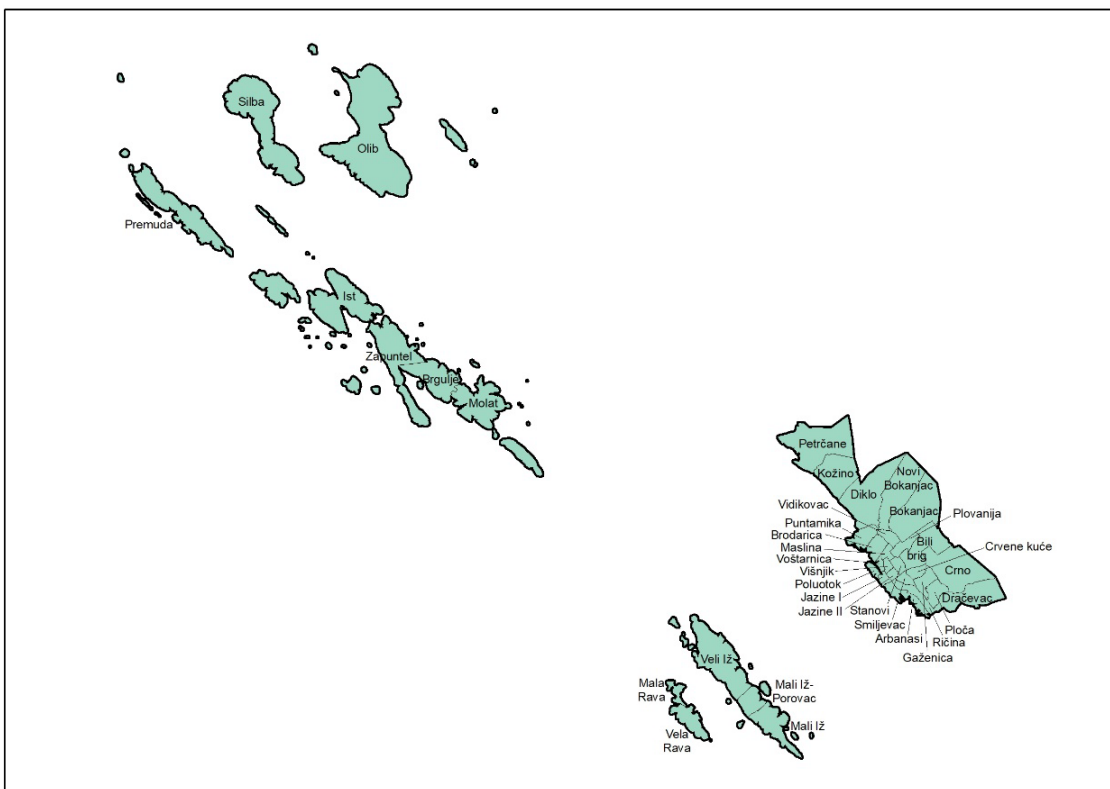 Silba
Olib
Premuda
Ist
Zapuntel
Brgulje
Molat
Petrčane
Kožino
Novi
Bokanjac
Diklo
Vidikovac
Bokanjac
Plovanija
Puntamika
Brodarica
Bili
brig
Crvene kuće
Maslina
Voštarnica
Višnjik
Crno
Poluotok
Jazine I
Dračevac
Jazine II
Stanovi
Smiljevac
Ploča
Arbanasi
Ričina
Gaženica
Veli Iž
Mala
Rava
Mali Iž-
Porovac
Mali Iž
Vela
Rava